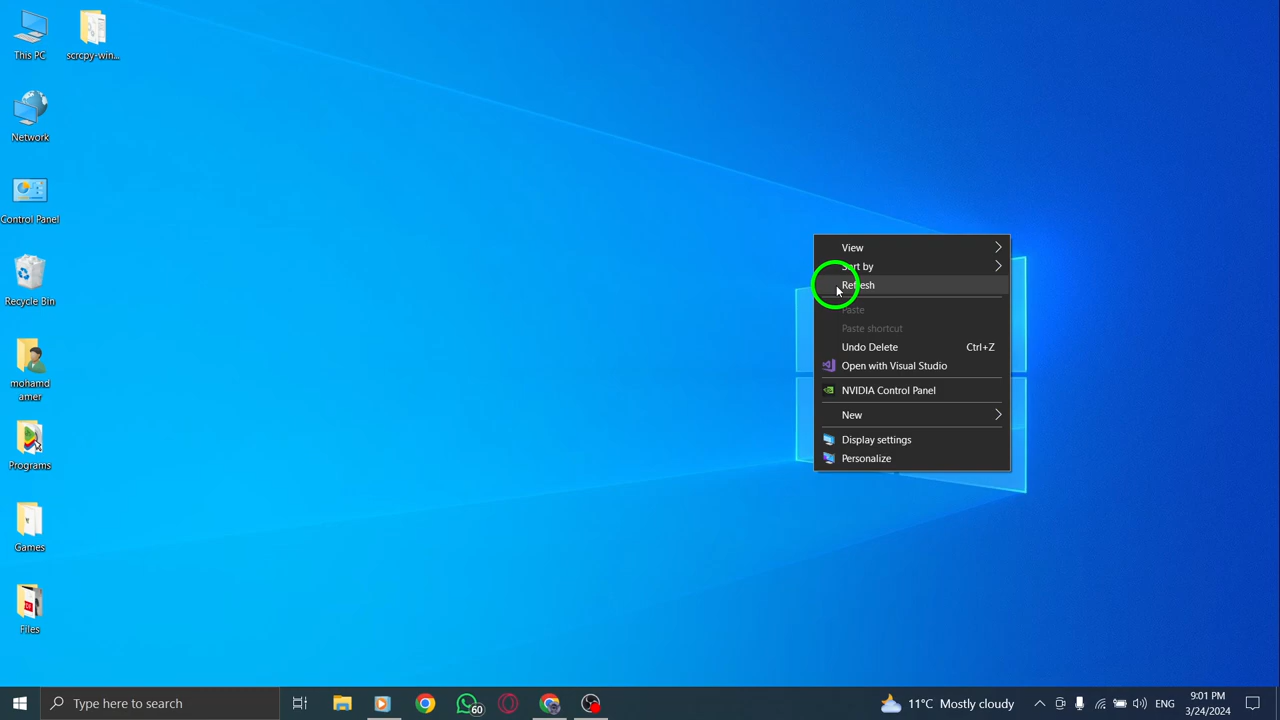 This PC
scrcpy-win...
Network
Control Panel
Recycle Bin
mohamd
amer
Programs
Games
Files
View
Sort by
Refresh
Paste
Paste shortcut
Undo Delete Ctrl+Z
Open with Visual Studio
NVIDIA Control Panel
New
Display settings
Personalize
Type here to search
60
11°C Mostly cloudy
ENG
9:01 PM
3/24/2024